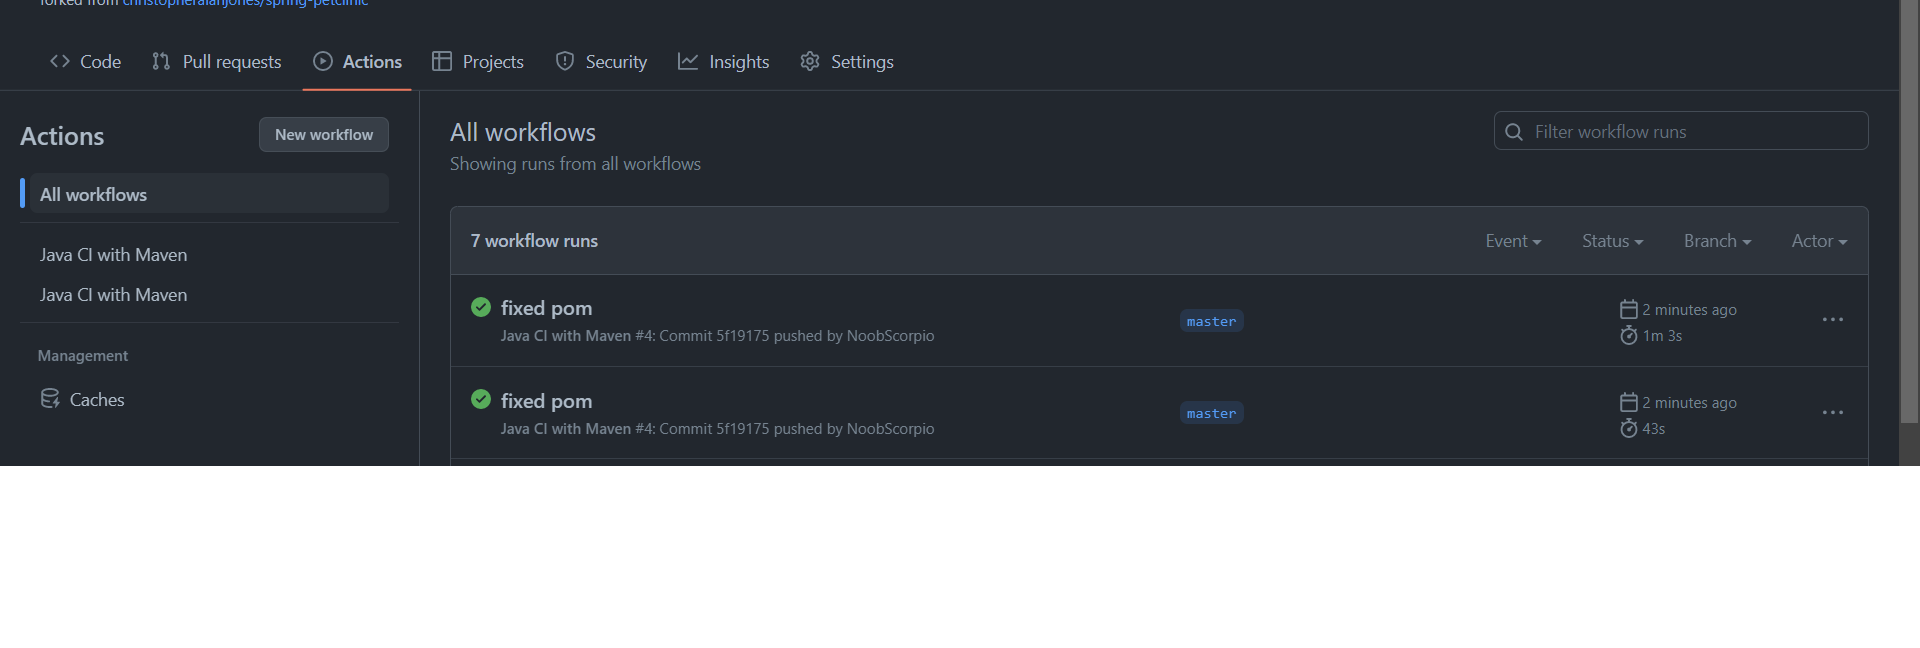 forked from christopheralanjones/spring-petclinic
Code Pull requests Actions Projects Security Insights Settings
Actions
New workflow
All workflows
Java CI with Maven
Java CI with Maven
Management
Caches
All workflows
Showing runs from all workflows
Filter workflow runs
7 workflow runs
Event Status Branch Actor
fixed pom
Java CI with Maven #4: Commit 5f19175 pushed by NoobScorpio
master
2 minutes ago
1m 3s
fixed pom
Java CI with Maven #4: Commit 5f19175 pushed by NoobScorpio
master
2 minutes ago
43s